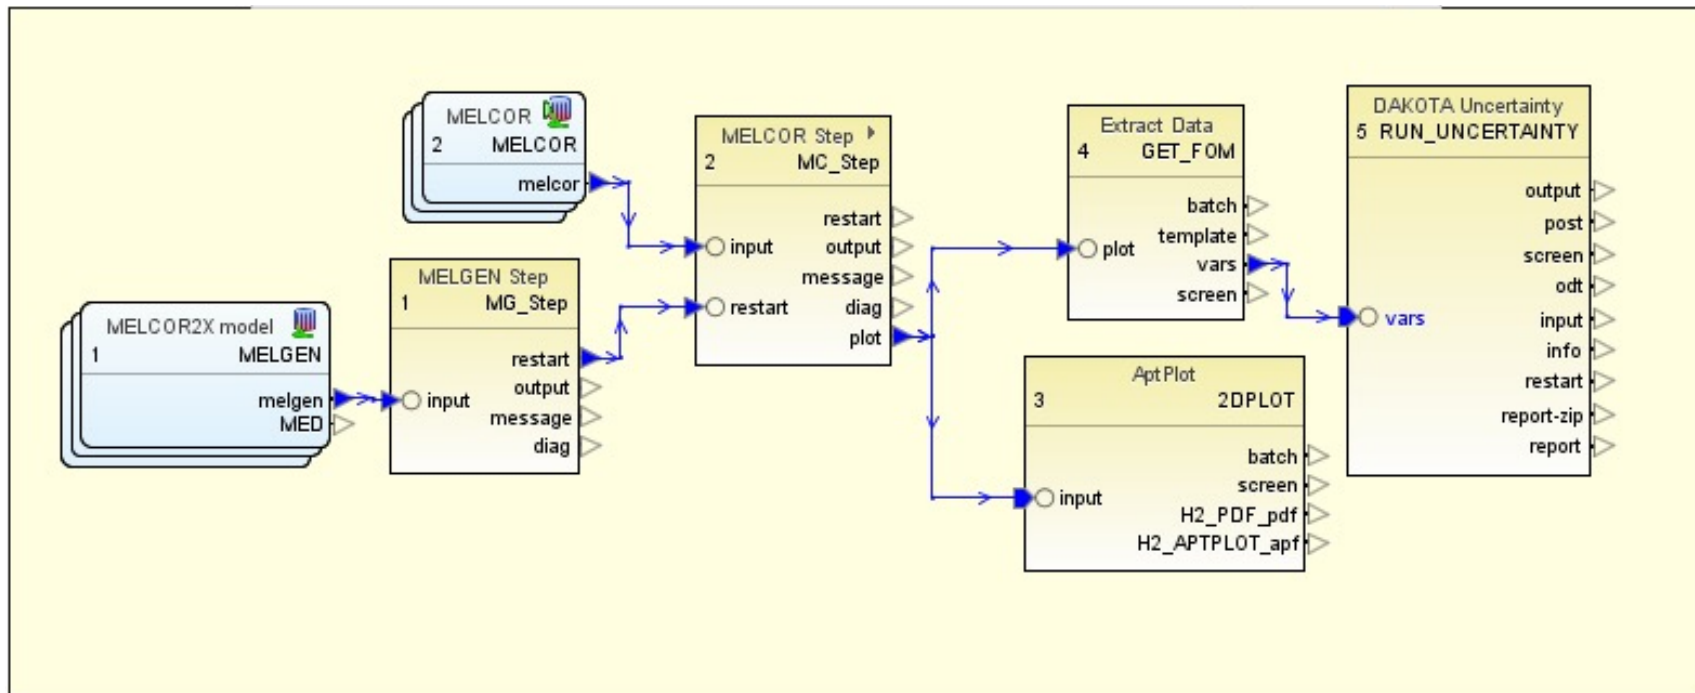 MELCOR2X model
1 MELGEN
melgen
MED
MELGEN Step
1 MG_Step
input
restart
output
message
diag
MELCOR
2 MELCOR
melcor
MELCOR Step
2 MC_Step
input
restart
restart
output
message
diag
plot
Extract Data
4 GET_FOM
plot
batch
template
vars
screen
AptPlot
3 2DPLOT
input
batch
screen
H2_PDF_pdf
H2_APTPLOT_apf
DAKOTA Uncertainty
5 RUN_UNCERTAINTY
vars
output
post
screen
odt
input
info
restart
report-zip
report